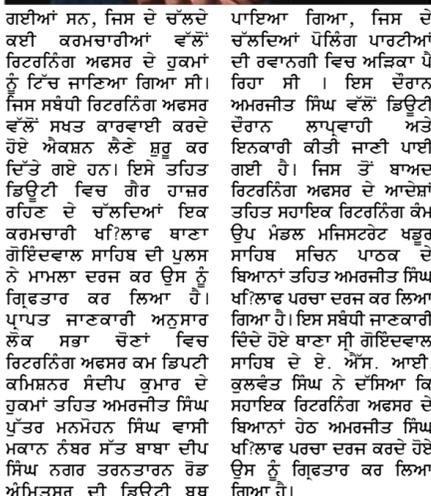 ਗਈਆਂ ਸਨ, ਜਿਸ ਦੇ ਚੱਲਦੇ
ਕਈ ਕਰਮਚਾਰੀਆਂ ਵੱਲੋਂ
ਰਿਟਰਨਿੰਗ ਅਫਸਰ ਦੇ ਹੁਕਮਾਂ
ਨੂੰ ਟਿੱਚ ਜਾਣਿਆ ਗਿਆ ਸੀ।
ਜਿਸ ਸਬੰਧੀ ਰਿਟਰਨਿੰਗ ਅਫਸਰ
ਵੱਲੋਂ ਸਖਤ ਕਾਰਵਾਈ ਕਰਦੇ
ਹੋਏ ਐਕਸ਼ਨ ਲੈਣੇ ਸ਼ੁਰੂ ਕਰ
ਦਿੱਤੇ ਗਏ ਹਨ। ਇਸੇ ਤਹਿਤ
ਡਿਊਟੀ ਵਿਚ ਗੈਰ ਹਾਜ਼ਰ
ਰਹਿਣ ਦੇ ਚੱਲਦਿਆਂ ਇਕ
ਕਰਮਚਾਰੀ ਖ?ਿਲਾਫ ਥਾਣਾ
ਗੋਇੰਦਵਾਲ ਸਾਹਿਬ ਦੀ ਪੁਲਸ
ਨੇ ਮਾਮਲਾ ਦਰਜ ਕਰ ਉਸ ਨੂੰ
ਗ੍ਰਿਫਤਾਰ ਕਰ ਲਿਆ ਹੈ।
ਪ੍ਰਾਪਤ ਜਾਣਕਾਰੀ ਅਨੁਸਾਰ
ਲੋਕ ਸਭਾ ਚੋਣਾਂ ਵਿਚ
ਰਿਟਰਨਿੰਗ ਅਫਸਰ ਕਮ ਡਿਪਟੀ
ਕਮਿਸ਼ਨਰ ਸੰਦੀਪ ਕੁਮਾਰ ਦੇ
ਹੁਕਮਾਂ ਤਹਿਤ ਅਮਰਜੀਤ ਸਿੰਘ
ਪੁੱਤਰ ਮਨਮੋਹਨ ਸਿੰਘ ਵਾਸੀ
ਮਕਾਨ ਨੰਬਰ ਸੱਤ ਬਾਬਾ ਦੀਪ
ਸਿੰਘ ਨਗਰ ਤਰਨਤਾਰਨ ਰੋਡ
ਅੰਮ੍ਰਿਤਸਰ ਦੀ ਡਿਊਟੀ ਬੂਥ
ਪਾਇਆ ਗਿਆ, ਜਿਸ ਦੇ
ਚੱਲਦਿਆਂ ਪੋਲਿੰਗ ਪਾਰਟੀਆਂ
ਦੀ ਰਵਾਨਗੀ ਵਿਚ ਅੜਿਕਾ ਪੈ
ਰਿਹਾ ਸੀ । ਇਸ ਦੌਰਾਨ
ਅਮਰਜੀਤ ਸਿੰਘ ਵੱਲੋਂ ਡਿਊਟੀ
ਦੌਰਾਨ ਲਾਪ੍ਰਵਾਹੀ ਅਤੇ
ਇਨਕਾਰੀ ਕੀਤੀ ਜਾਣੀ ਪਾਈ
ਗਈ ਹੈ। ਜਿਸ ਤੋਂ ਬਾਅਦ
ਰਿਟਰਨਿੰਗ ਅਫਸਰ ਦੇ ਆਦੇਸ਼ਾਂ
ਤਹਿਤ ਸਹਾਇਕ ਰਿਟਰਨਿੰਗ ਕੰਮ
ਉਪ ਮੰਡਲ ਮਜਿਸਟਰੇਟ ਖਡੂਰ
ਸਾਹਿਬ ਸਚਿਨ ਪਾਠਕ ਦੇ
ਬਿਆਨਾਂ ਤਹਿਤ ਅਮਰਜੀਤ ਸਿੰਘ
ਖ?ਿਲਾਫ ਪਰਚਾ ਦਰਜ ਕਰ ਲਿਆ
ਗਿਆ ਹੈ। ਇਸ ਸਬੰਧੀ ਜਾਣਕਾਰੀ
ਦਿੰਦੇ ਹੋਏ ਥਾਣਾ ਸ੍ਰੀ ਗੋਇੰਦਵਾਲ
ਸਾਹਿਬ ਦੇ ਏ. ਐੱਸ. ਆਈ.
ਕੁਲਵੰਤ ਸਿੰਘ ਨੇ ਦੱਸਿਆ ਕਿ
ਸਹਾਇਕ ਰਿਟਰਨਿੰਗ ਅਫਸਰ ਦੇ
ਬਿਆਨਾਂ ਹੇਠ ਅਮਰਜੀਤ ਸਿੰਘ
ਖ?ਿਲਾਫ ਪਰਚਾ ਦਰਜ ਕਰਦੇ ਹੋਏ
ਉਸ ਨੂੰ ਗ੍ਰਿਫਤਾਰ ਕਰ ਲਿਆ
ਗਿਆ ਹੈ।